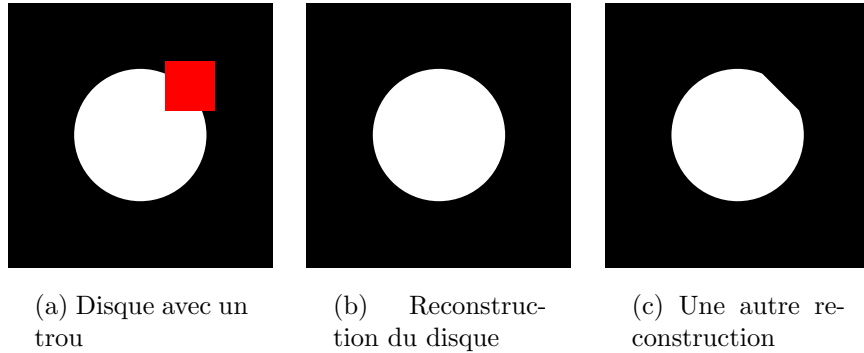 (a) Disque avec un
trou
(b) Reconstruc-
tion du disque
(c) Une autre re-
construction